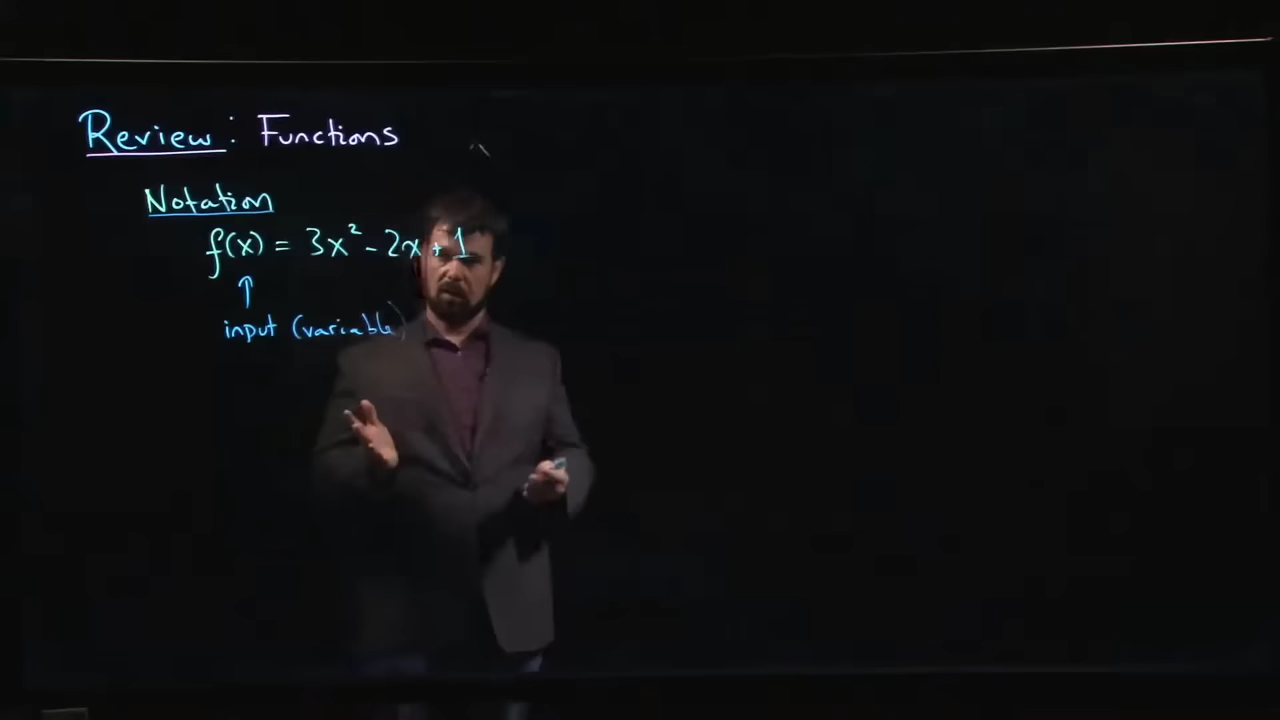 Review: Functions
Notation
f(x) = 3x² - 2x + 1
↑
input (variable)